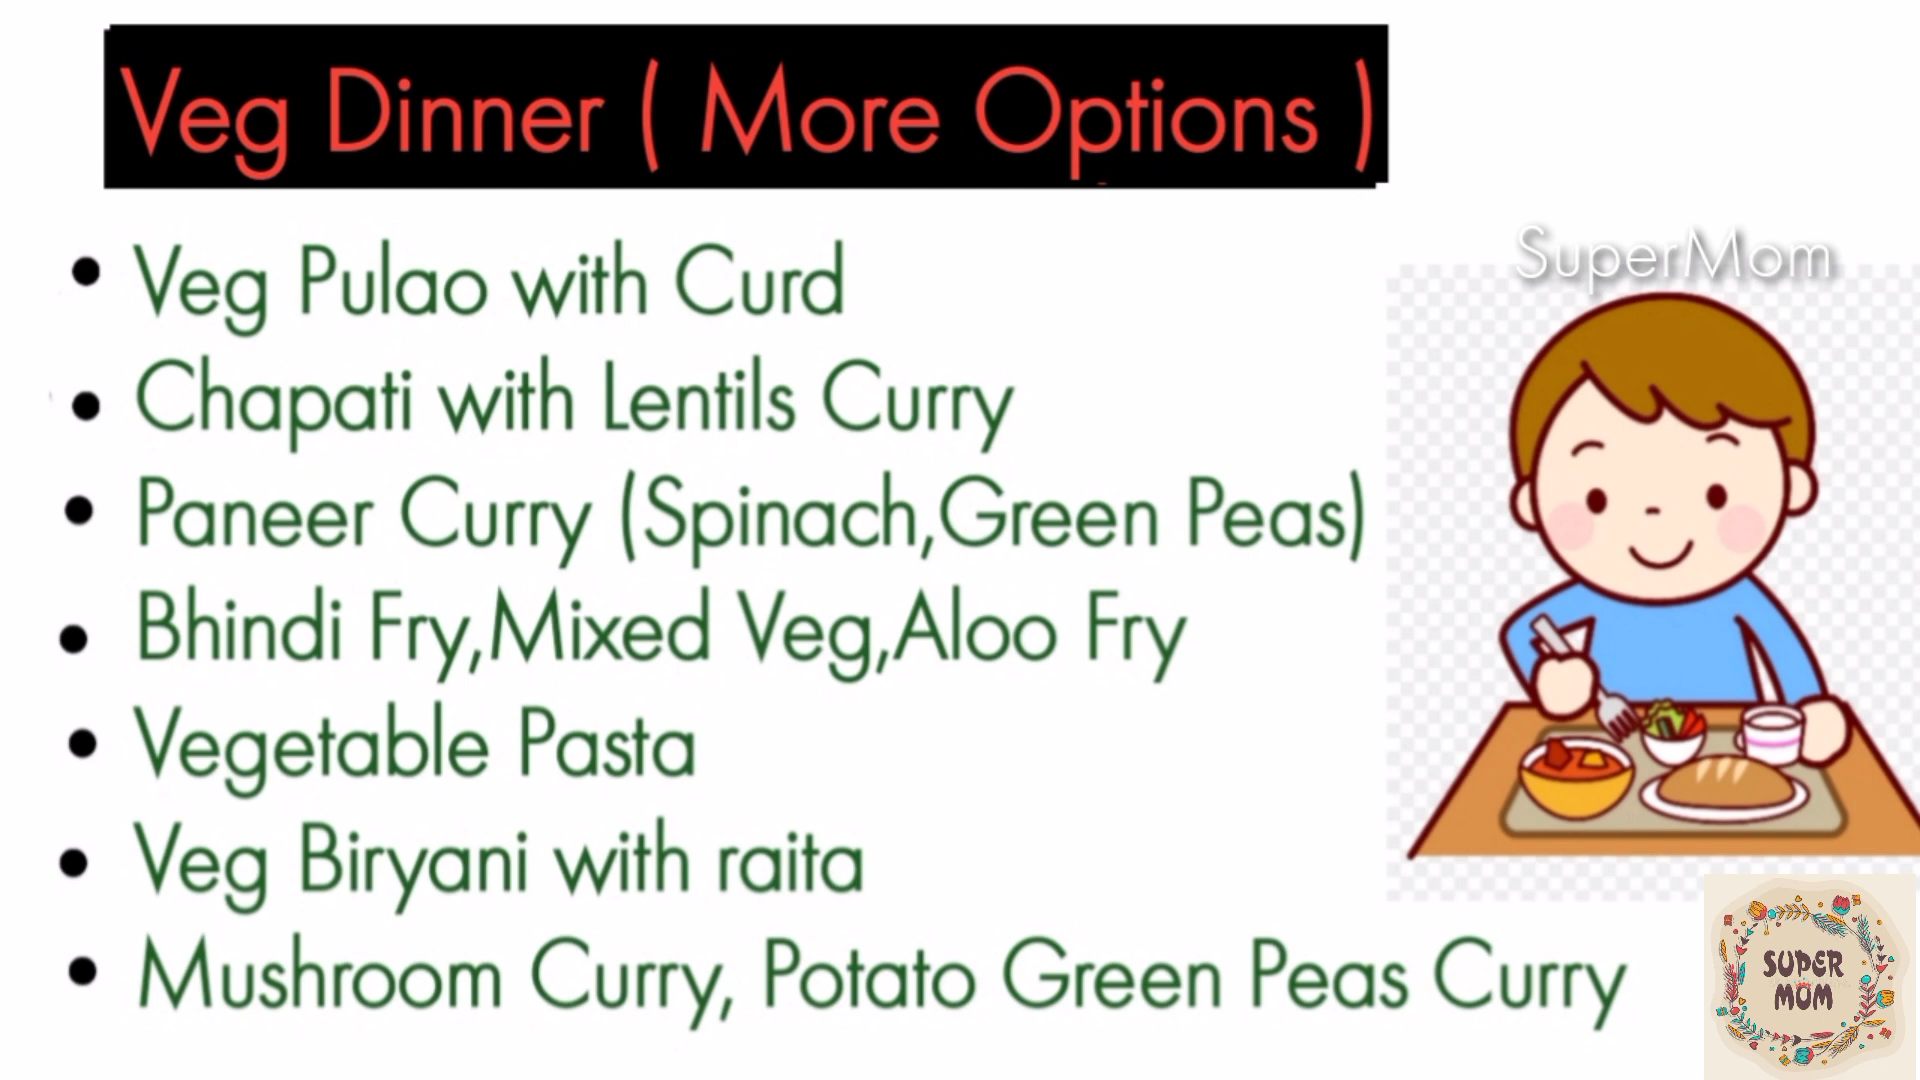 Veg Dinner ( More Options )
SuperMom
• Veg Pulao with Curd
• Chapati with Lentils Curry
• Paneer Curry (Spinach,Green Peas)
• Bhindi Fry,Mixed Veg,Aloo Fry
• Vegetable Pasta
• Veg Biryani with raita
• Mushroom Curry, Potato Green Peas Curry
SUPER
MOM